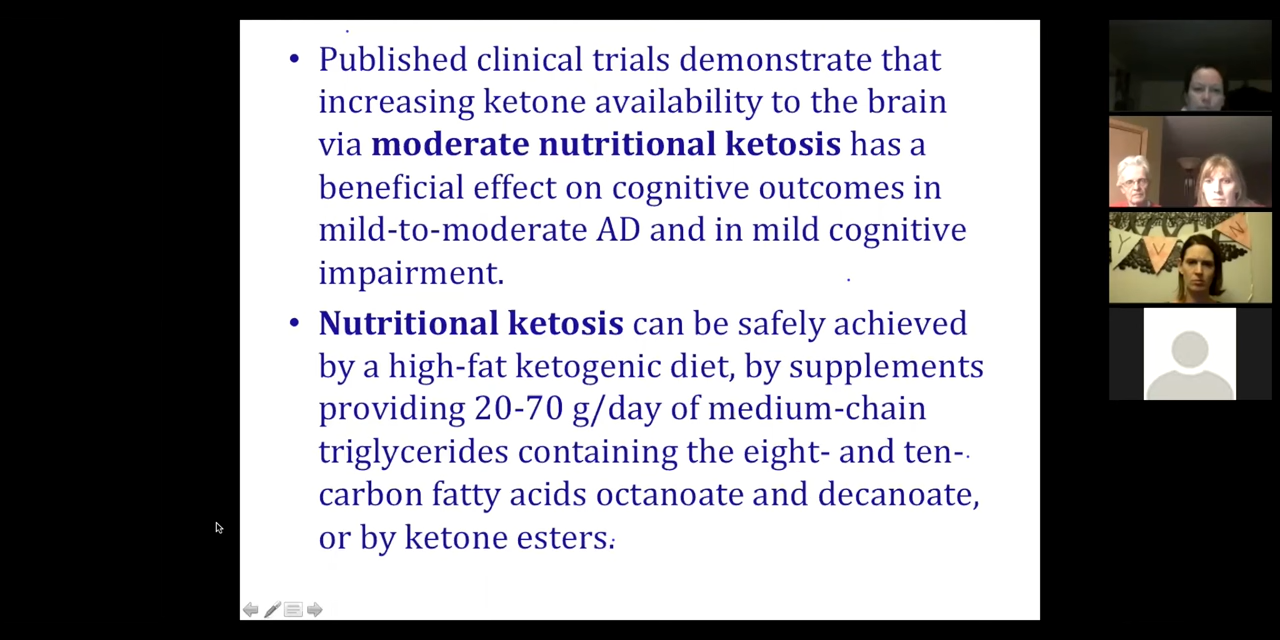 • Published clinical trials demonstrate that
increasing ketone availability to the brain
via moderate nutritional ketosis has a
beneficial effect on cognitive outcomes in
mild-to-moderate AD and in mild cognitive
impairment.
• Nutritional ketosis can be safely achieved
by a high-fat ketogenic diet, by supplements
providing 20-70 g/day of medium-chain
triglycerides containing the eight- and ten-
carbon fatty acids octanoate and decanoate,
or by ketone esters.
Y V N